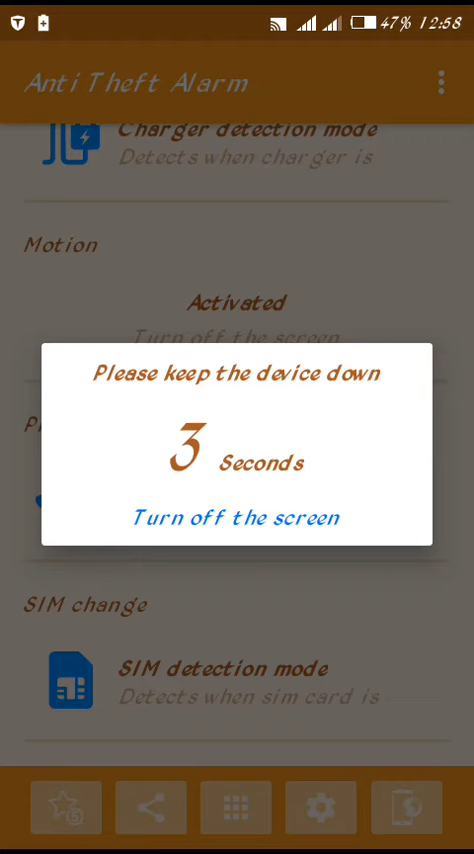 47% 12:58
Anti Theft Alarm
Charger detection mode
Detects when charger is
Motion
Activated
Turn off the screen
Please keep the device down
3 Seconds
Turn off the screen
SIM change
SIM detection mode
Detects when sim card is